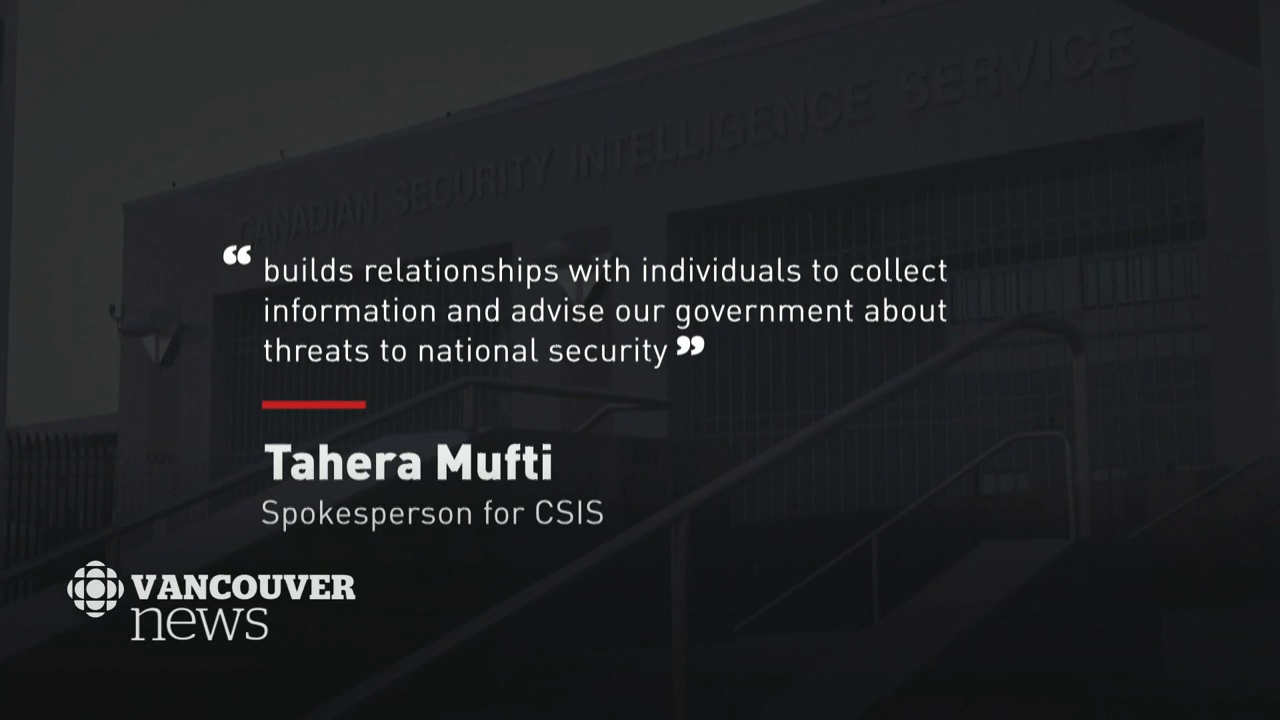 CANADIAN SECURITY INTELLIGENCE SERVICE
“ builds relationships with individuals to collect
information and advise our government about
threats to national security ”
Tahera Mufti
Spokesperson for CSIS
VANCOUVER
news